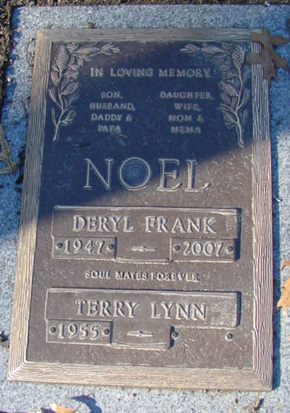 IN LOVING MEMORY
SON, DAUGHTER,
HUSBAND, WIFE,
DADDY & MOM &
PAPA MEMA
NOEL
DERYL FRANK
1947 2007
SOUL MATES FOREVER
TERRY LYNN
1955